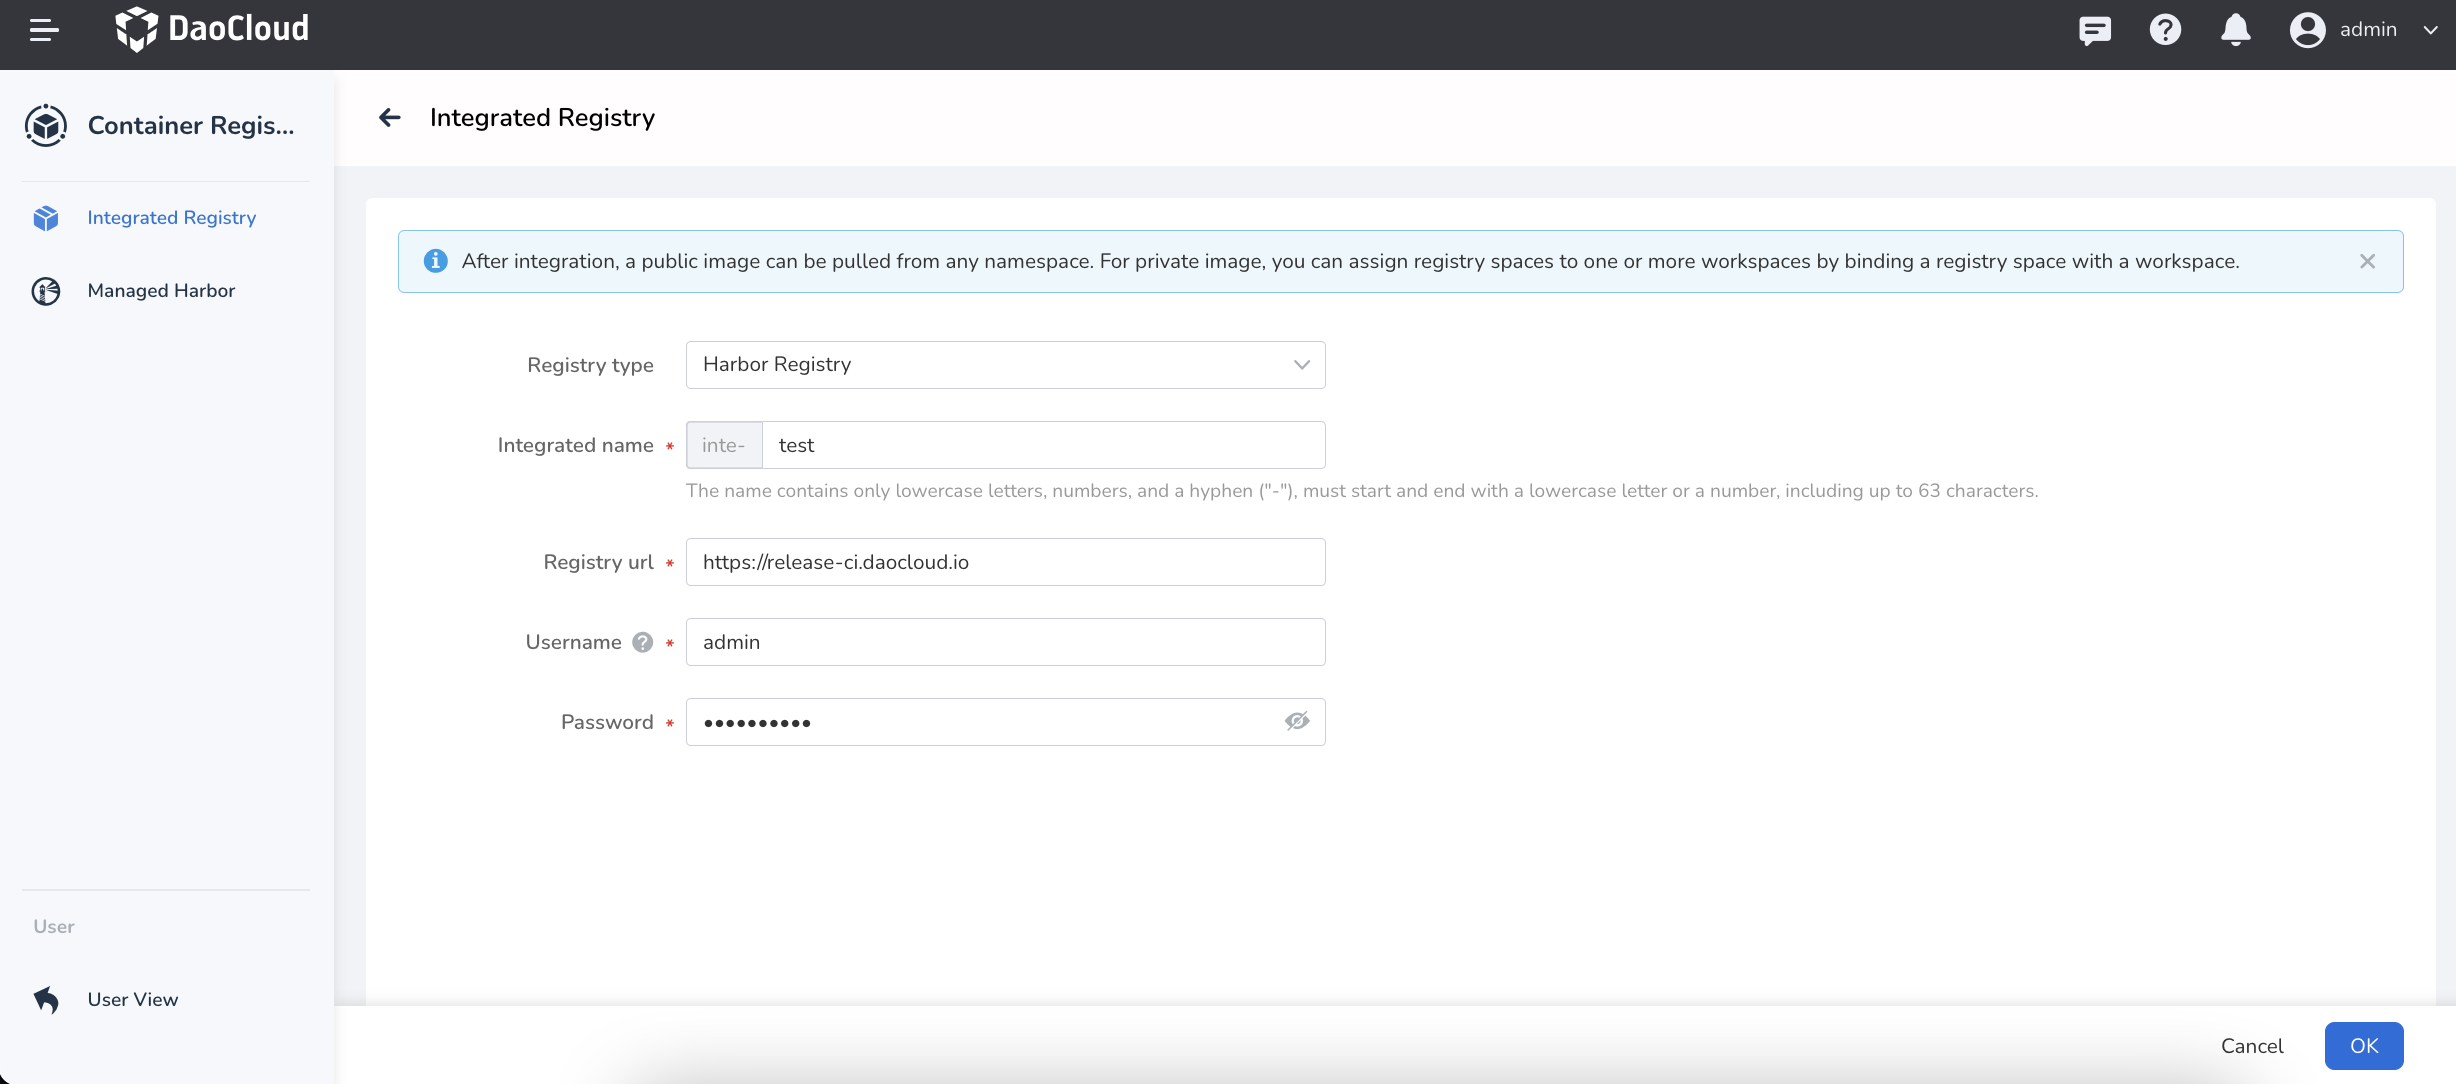 DaoCloud
admin
Container Regis...
Integrated Registry
Managed Harbor
User
User View
Integrated Registry
After integration, a public image can be pulled from any namespace. For private image, you can assign registry spaces to one or more workspaces by binding a registry space with a workspace.
Registry type Harbor Registry
Integrated name * inte- test
The name contains only lowercase letters, numbers, and a hyphen ("-"), must start and end with a lowercase letter or a number, including up to 63 characters.
Registry url * https://release-ci.daocloud.io
Username ? * admin
Password * ••••••••••
Cancel OK